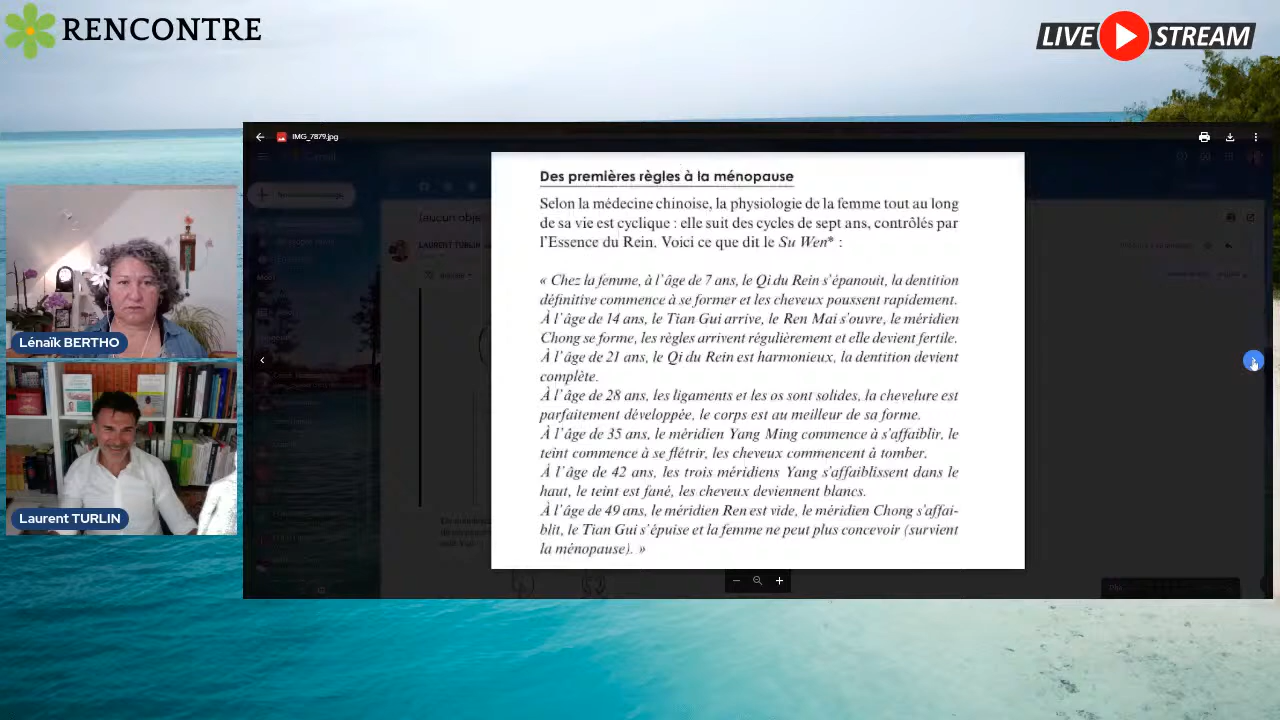 RENCONTRE
LIVE STREAM
IMG_7879.jpg
Des premières règles à la ménopause
Selon la médecine chinoise, la physiologie de la femme tout au long
de sa vie est cyclique : elle suit des cycles de sept ans, contrôlés par
l'Essence du Rein. Voici ce que dit le Su Wen* :
« Chez la femme, à l'âge de 7 ans, le Qi du Rein s'épanouit, la dentition
définitive commence à se former et les cheveux poussent rapidement.
À l'âge de 14 ans, le Tian Gui arrive, le Ren Mai s'ouvre, le méridien
Chong se forme, les règles arrivent régulièrement et elle devient fertile.
À l'âge de 21 ans, le Qi du Rein est harmonieux, la dentition devient
complète.
À l'âge de 28 ans, les ligaments et les os sont solides, la chevelure est
parfaitement développée, le corps est au meilleur de sa forme.
À l'âge de 35 ans, le méridien Yang Ming commence à s'affaiblir, le
teint commence à se flétrir, les cheveux commencent à tomber.
À l'âge de 42 ans, les trois méridiens Yang s'affaiblissent dans le
haut, le teint est fané, les cheveux deviennent blancs.
À l'âge de 49 ans, le méridien Ren est vide, le méridien Chong s'affai-
blit, le Tian Gui s'épuise et la femme ne peut plus concevoir (survient
la ménopause). »
Lénaïk BERTHO
Laurent TURLIN
LAURENT TURLIN